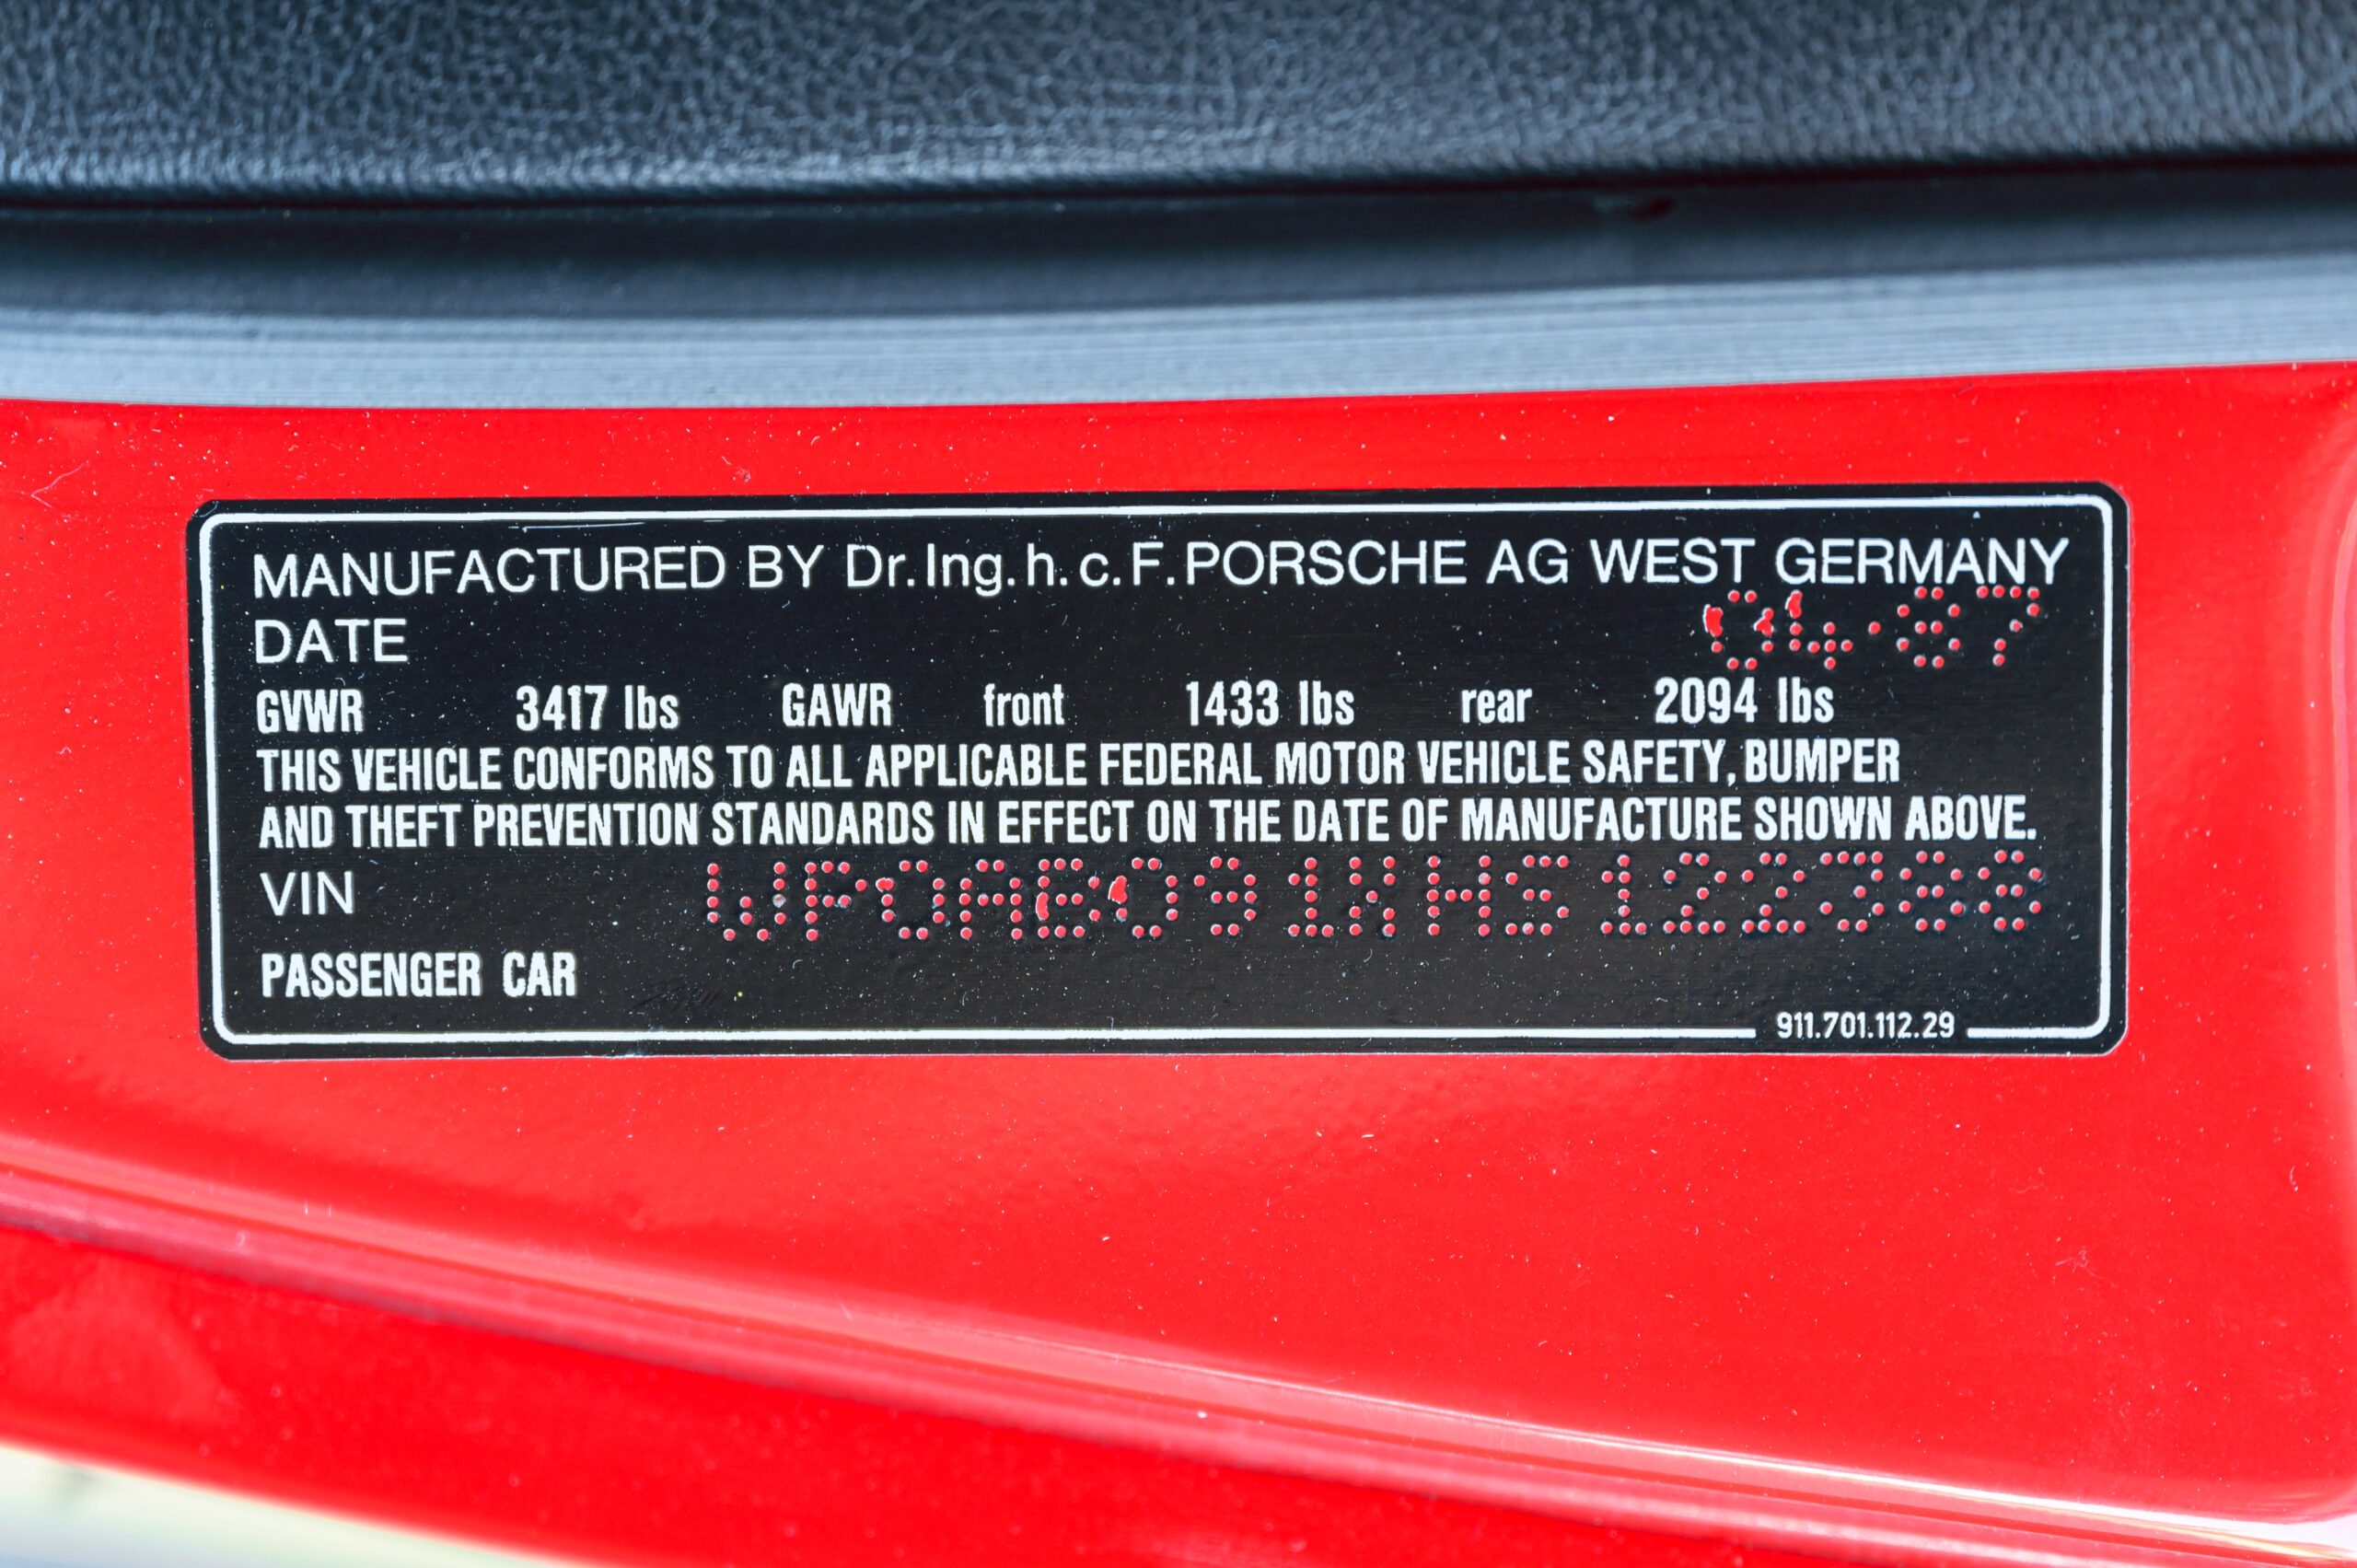 MANUFACTURED BY Dr.Ing.h.c.F.PORSCHE AG WEST GERMANY
DATE 04·87
GVWR 3417 lbs GAWR front 1433 lbs rear 2094 lbs
THIS VEHICLE CONFORMS TO ALL APPLICABLE FEDERAL MOTOR VEHICLE SAFETY, BUMPER
AND THEFT PREVENTION STANDARDS IN EFFECT ON THE DATE OF MANUFACTURE SHOWN ABOVE.
VIN WP0AB091XHS122388
PASSENGER CAR
911.701.112.29